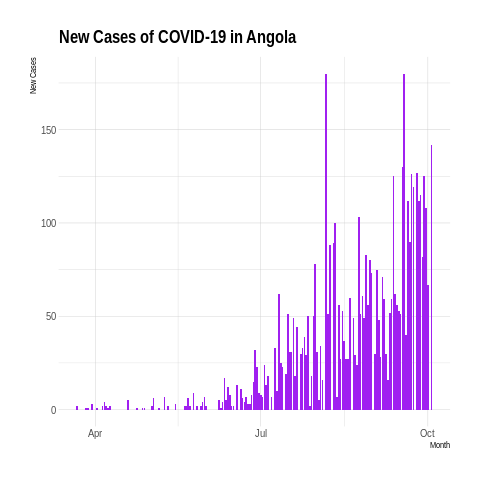 New Cases of COVID-19 in Angola
New Cases
150
100
50
0
Apr
Jul
Oct
Month